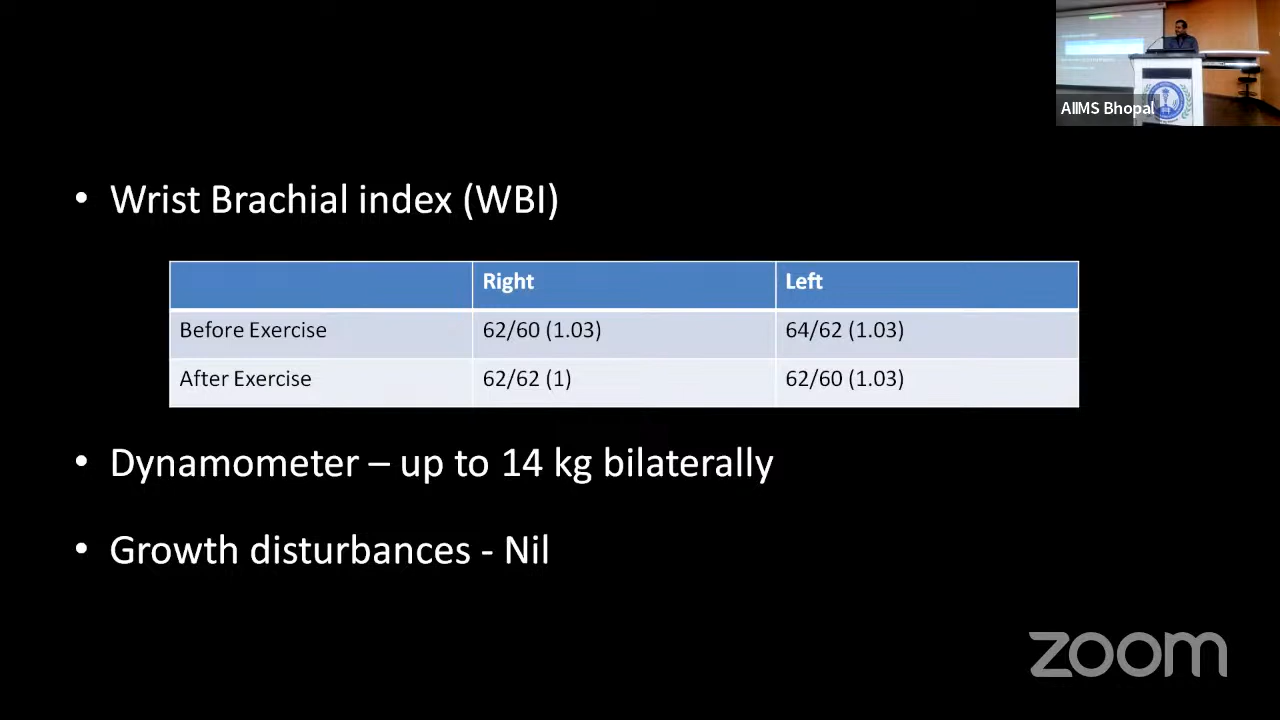 AIIMS Bhopal
• Wrist Brachial index (WBI)
Right Left
Before Exercise 62/60 (1.03) 64/62 (1.03)
After Exercise 62/62 (1) 62/60 (1.03)
• Dynamometer – up to 14 kg bilaterally
• Growth disturbances - Nil
zoom